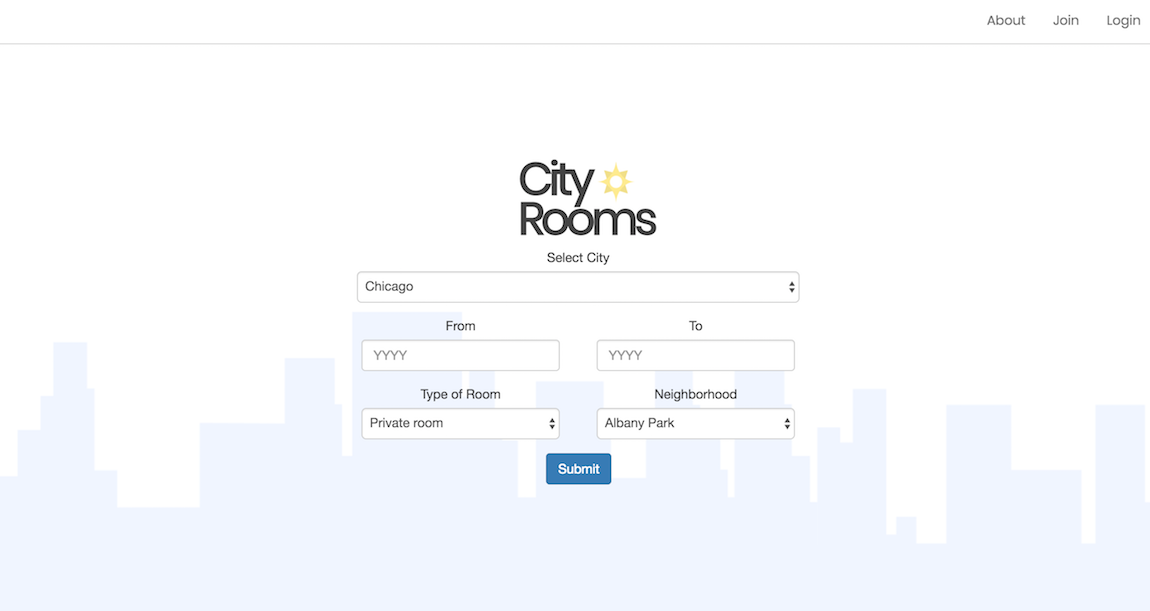 About Join Login
City
Rooms
Select City
Chicago
From To
YYYY YYYY
Type of Room Neighborhood
Private room Albany Park
Submit